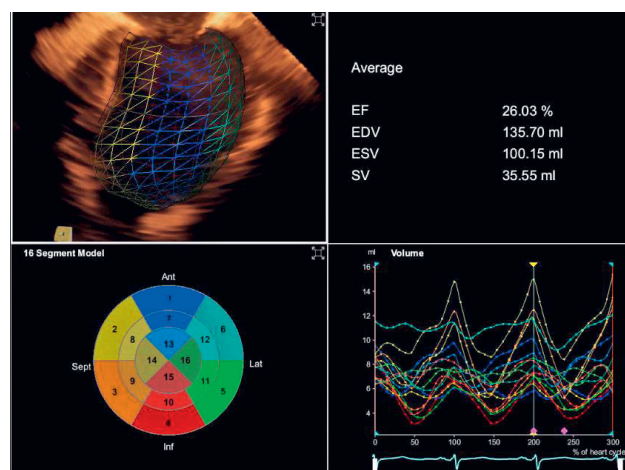 Average
EF 26.03 %
EDV 135.70 ml
ESV 100.15 ml
SV 35.55 ml
16 Segment Model
Ant
1
2 7 6
8 13 12
Sept 14 16 Lat
15
3 9 11 5
10
4
Inf
ml Volume
16
14
12
10
8
6
4
0 50 100 150 200 250 300
% of heart cycle